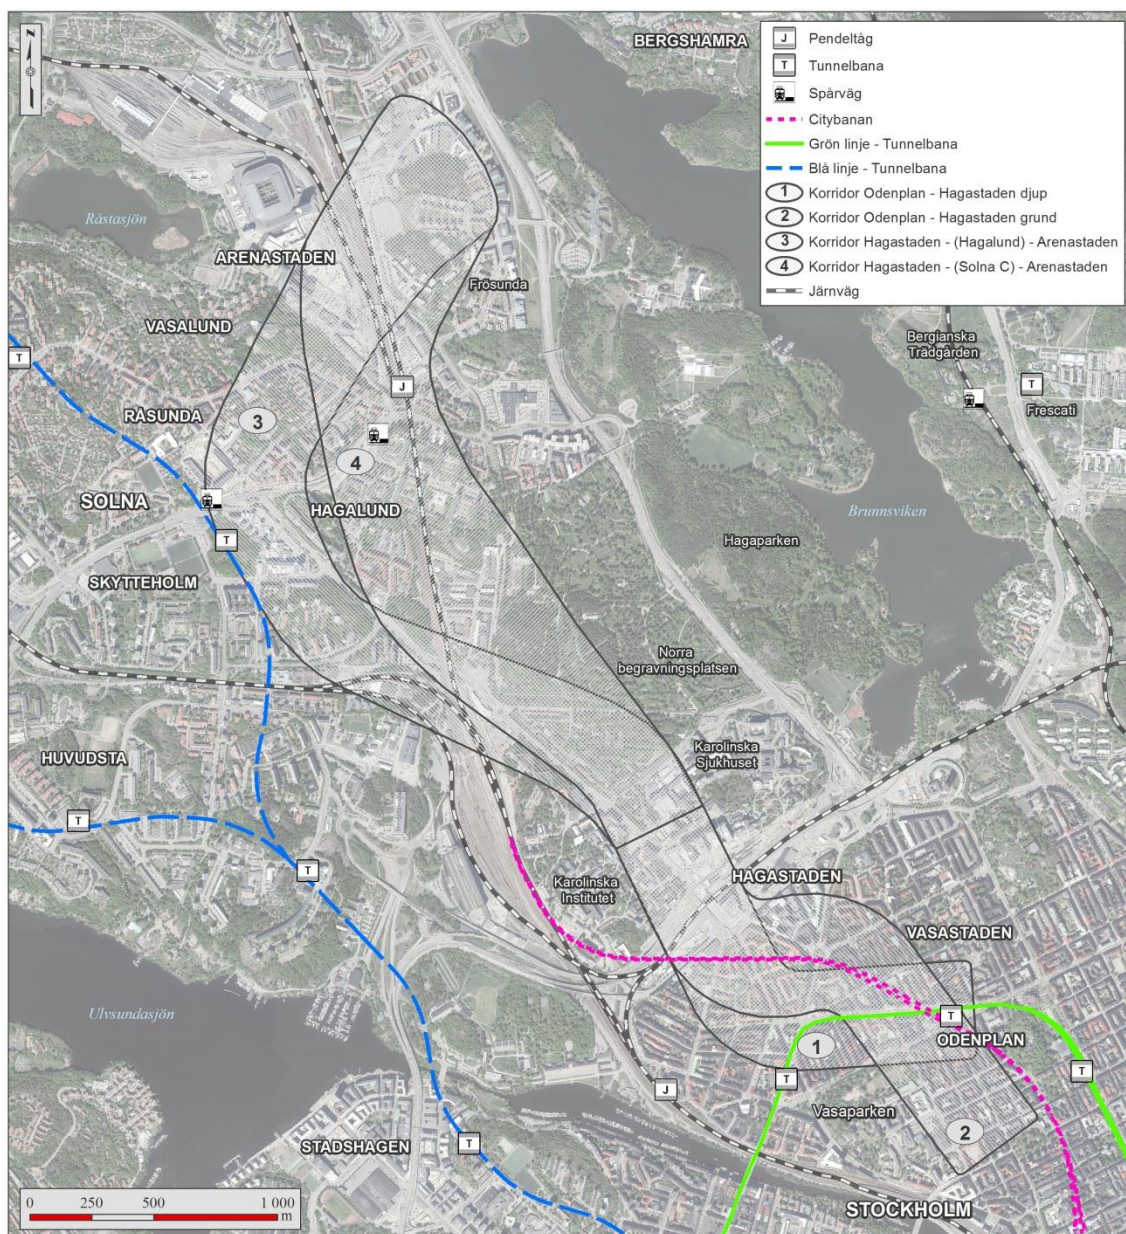 N
BERGSHAMRA
J Pendeltåg
T Tunnelbana
Spårväg
Citybanan
Grön linje - Tunnelbana
Blå linje - Tunnelbana
1 Korridor Odenplan - Hagastaden djup
2 Korridor Odenplan - Hagastaden grund
3 Korridor Hagastaden - (Hagalund) - Arenastaden
4 Korridor Hagastaden - (Solna C) - Arenastaden
Järnväg
Råstasjön
ARENASTADEN
Frösunda
VASALUND
Bergianska
Trädgården
T
T
J
RÅSUNDA
3
Frescati
4
SOLNA
HAGALUND
Brunnsviken
T
Hagaparken
SKYTTEHOLM
Norra
begravningsplatsen
HUVUDSTA
Karolinska
Sjukhuset
T
T
HAGASTADEN
Karolinska
Institutet
VASASTADEN
Ulvsundasjön
T
ODENPLAN
1
T
T
J
Vasaparken
2
STADSHAGEN
T
STOCKHOLM
0 250 500 1 000
m